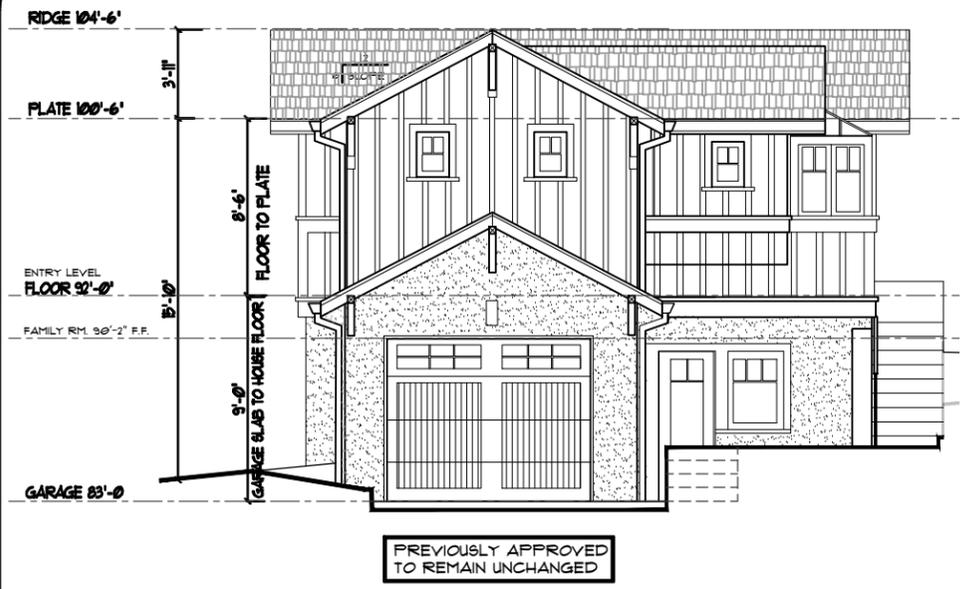 RIDGE 104'-6"
3'-11"
SLOPE
PLATE 100'-6"
8'-6"
FLOOR TO PLATE
ENTRY LEVEL
FLOOR 92'-0"
15'-10"
FAMILY RM. 90'-2" F.F.
9'-0"
GARAGE SLAB TO HOUSE FLOOR
GARAGE 83'-0
PREVIOUSLY APPROVED
TO REMAIN UNCHANGED